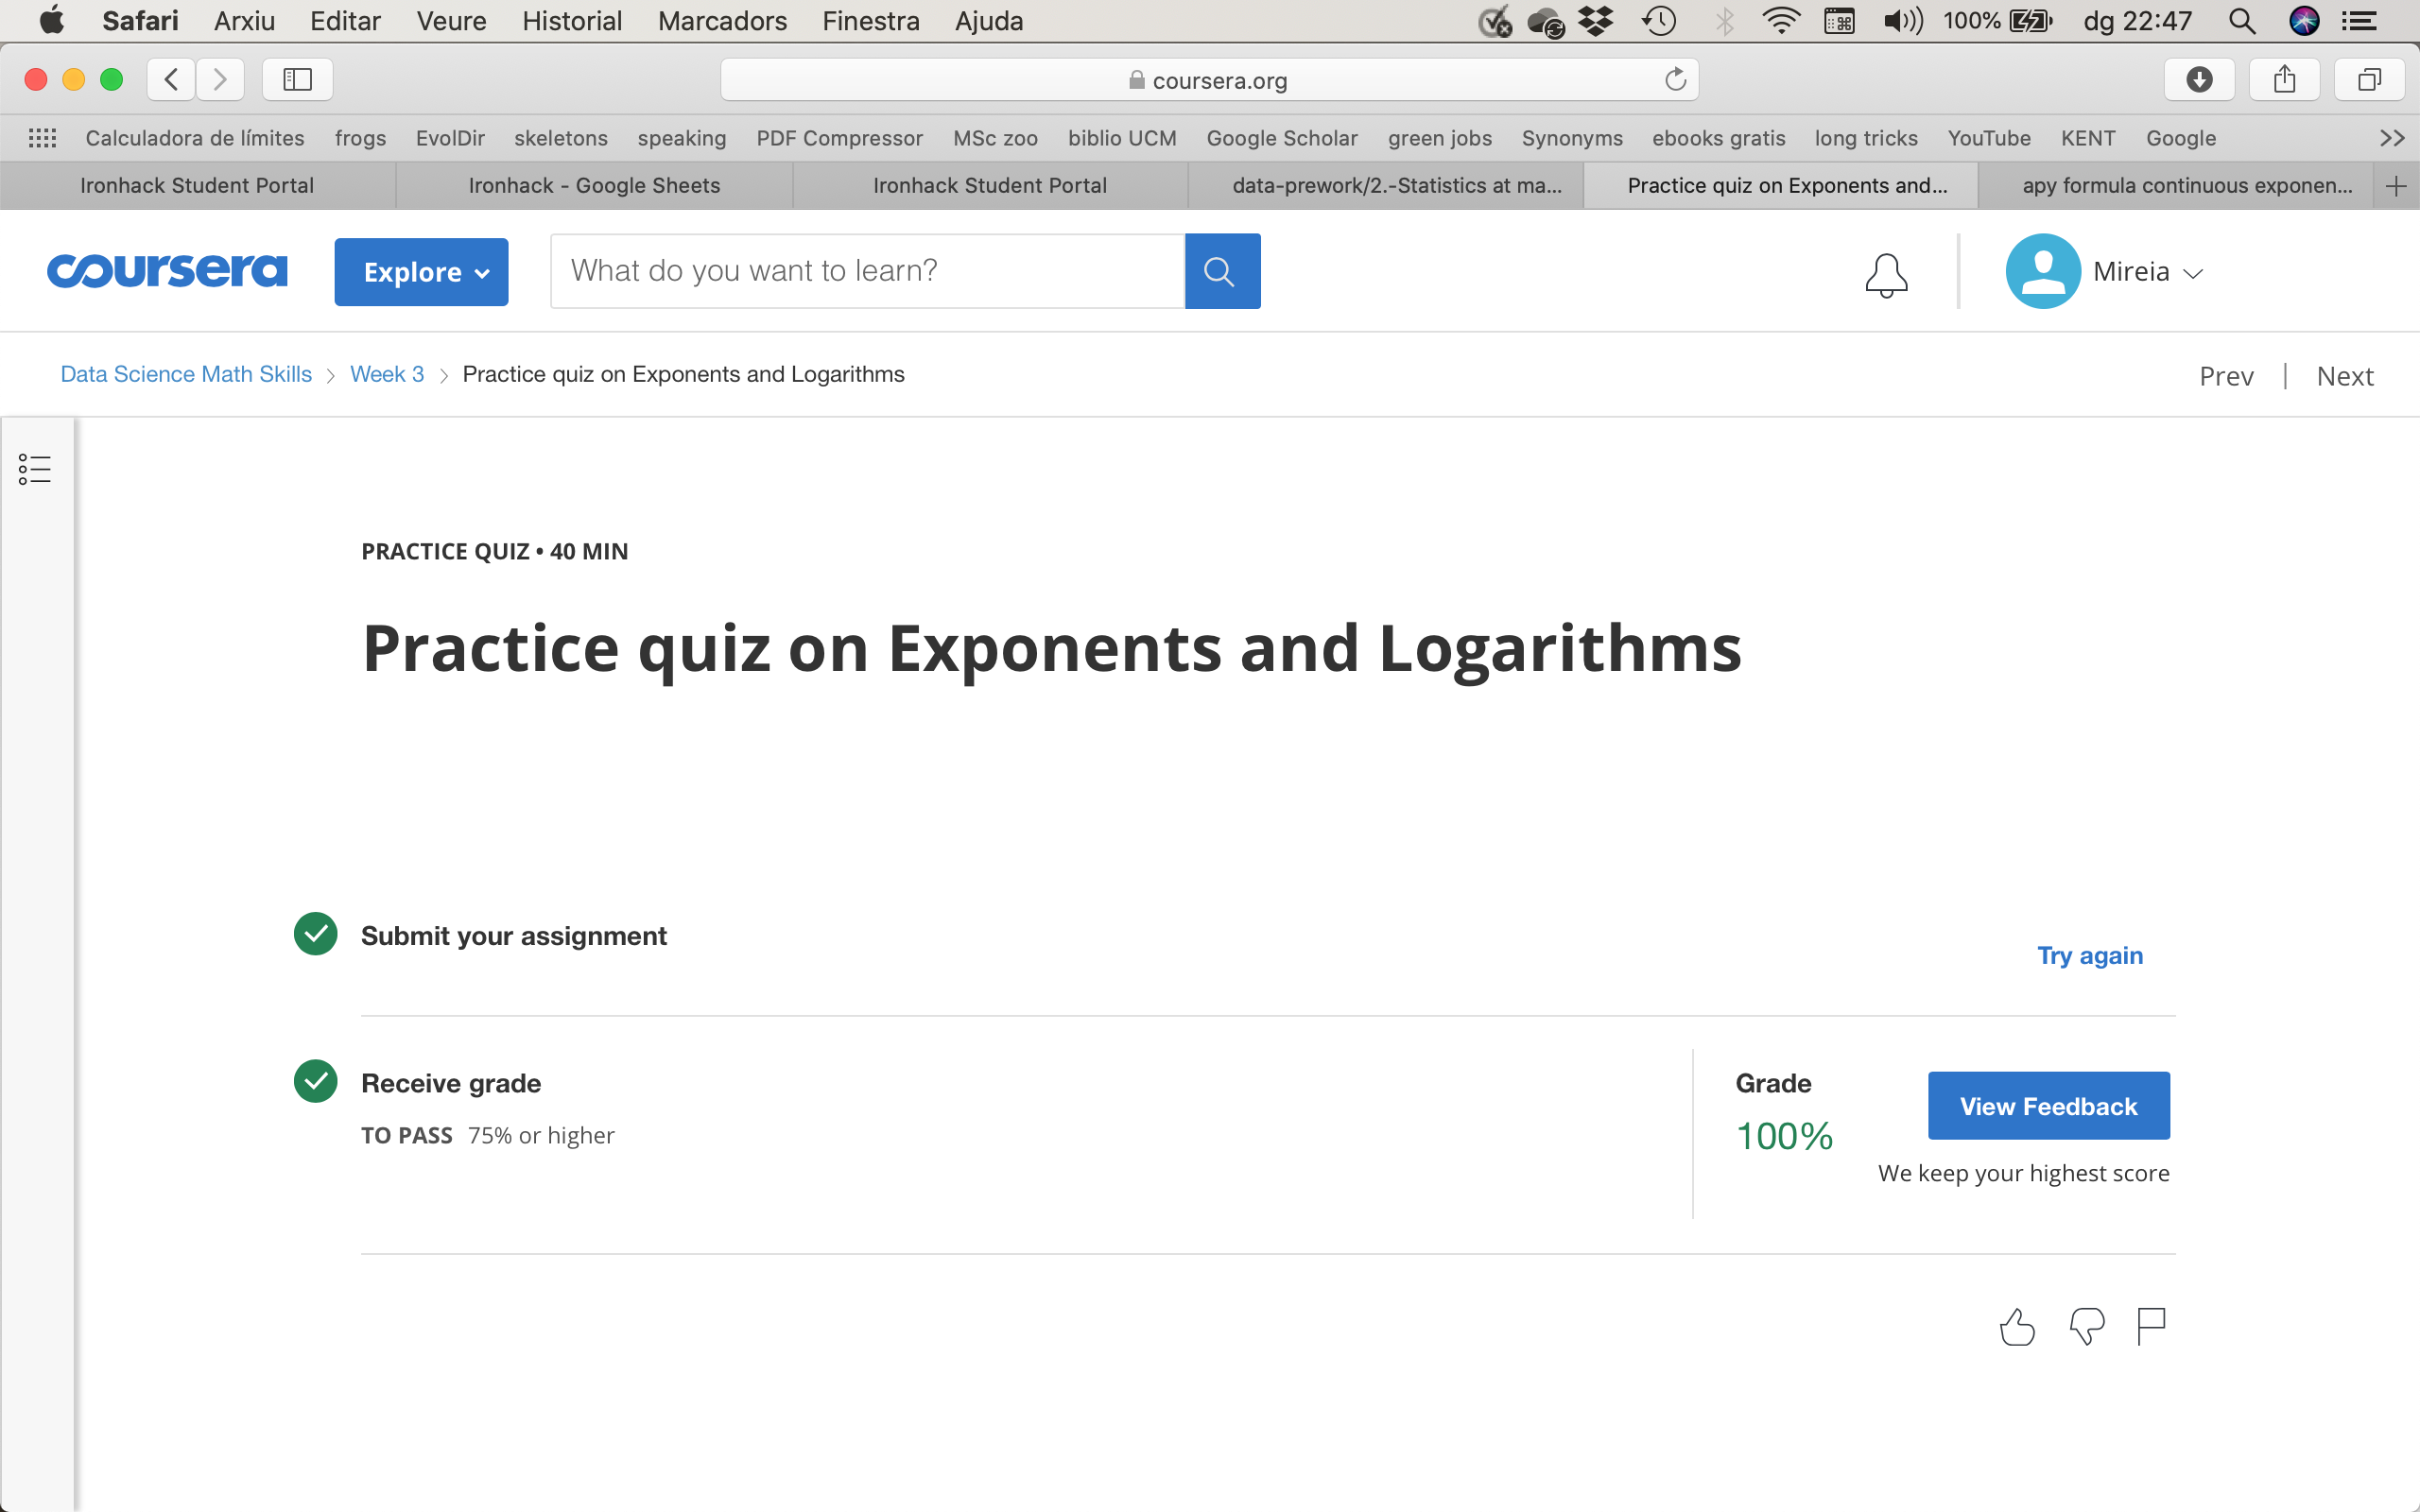 Safari Arxiu Editar Veure Historial Marcadors Finestra Ajuda 100% dg 22:47
coursera.org
Calculadora de límites frogs EvolDir skeletons speaking PDF Compressor MSc zoo biblio UCM Google Scholar green jobs Synonyms ebooks gratis long tricks YouTube KENT Google
Ironhack Student Portal Ironhack - Google Sheets Ironhack Student Portal data-prework/2.-Statistics at ma... Practice quiz on Exponents and... apy formula continuous exponen...
coursera Explore What do you want to learn? Mireia
Data Science Math Skills > Week 3 > Practice quiz on Exponents and Logarithms Prev | Next
PRACTICE QUIZ • 40 MIN
Practice quiz on Exponents and Logarithms
Submit your assignment
Try again
Receive grade Grade
View Feedback
TO PASS 75% or higher 100%
We keep your highest score